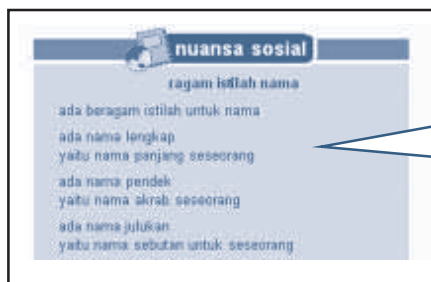 nuansa sosial
ragam istilah nama
ada beragam istilah untuk nama
ada nama lengkap
yaitu nama panjang seseorang
ada nama pendek
yaitu nama akrab seseorang
ada nama julukan
yaitu nama sebutan untuk seseorang